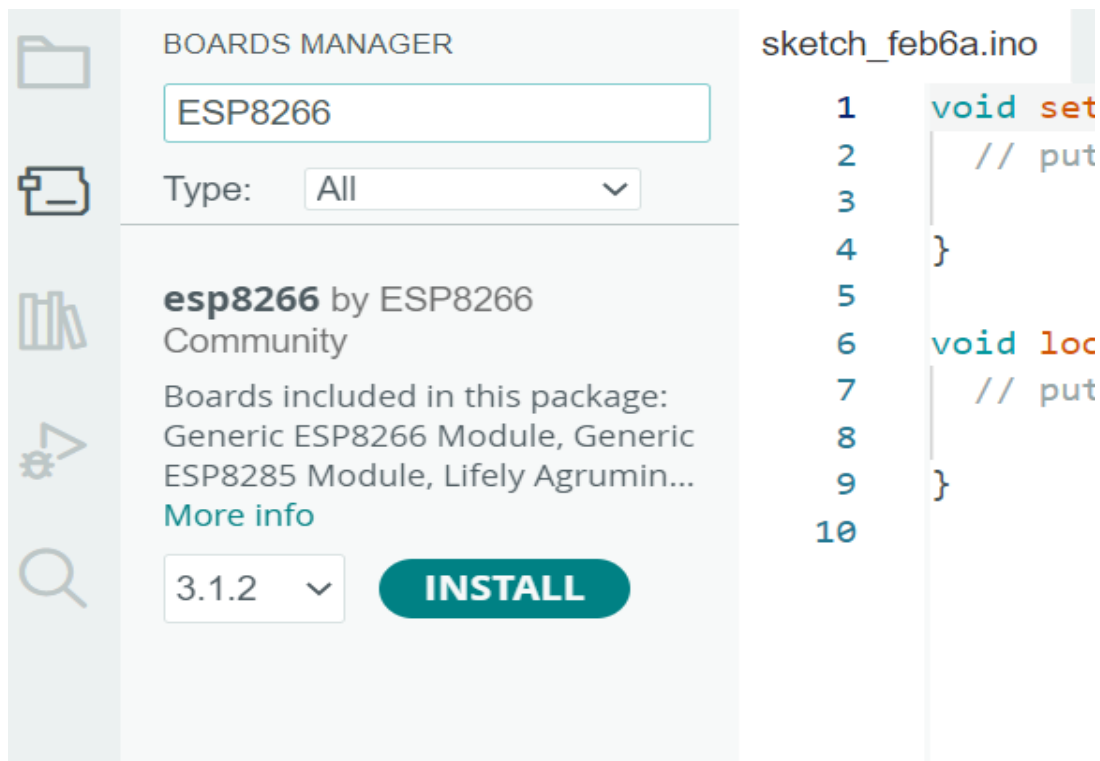 BOARDS MANAGER
ESP8266
Type: All
esp8266 by ESP8266
Community
Boards included in this package:
Generic ESP8266 Module, Generic
ESP8285 Module, Lifely Agrumin...
More info
3.1.2 INSTALL
sketch_feb6a.ino
1 void set
2 // put
3
4 }
5
6 void loo
7 // put
8
9 }
10